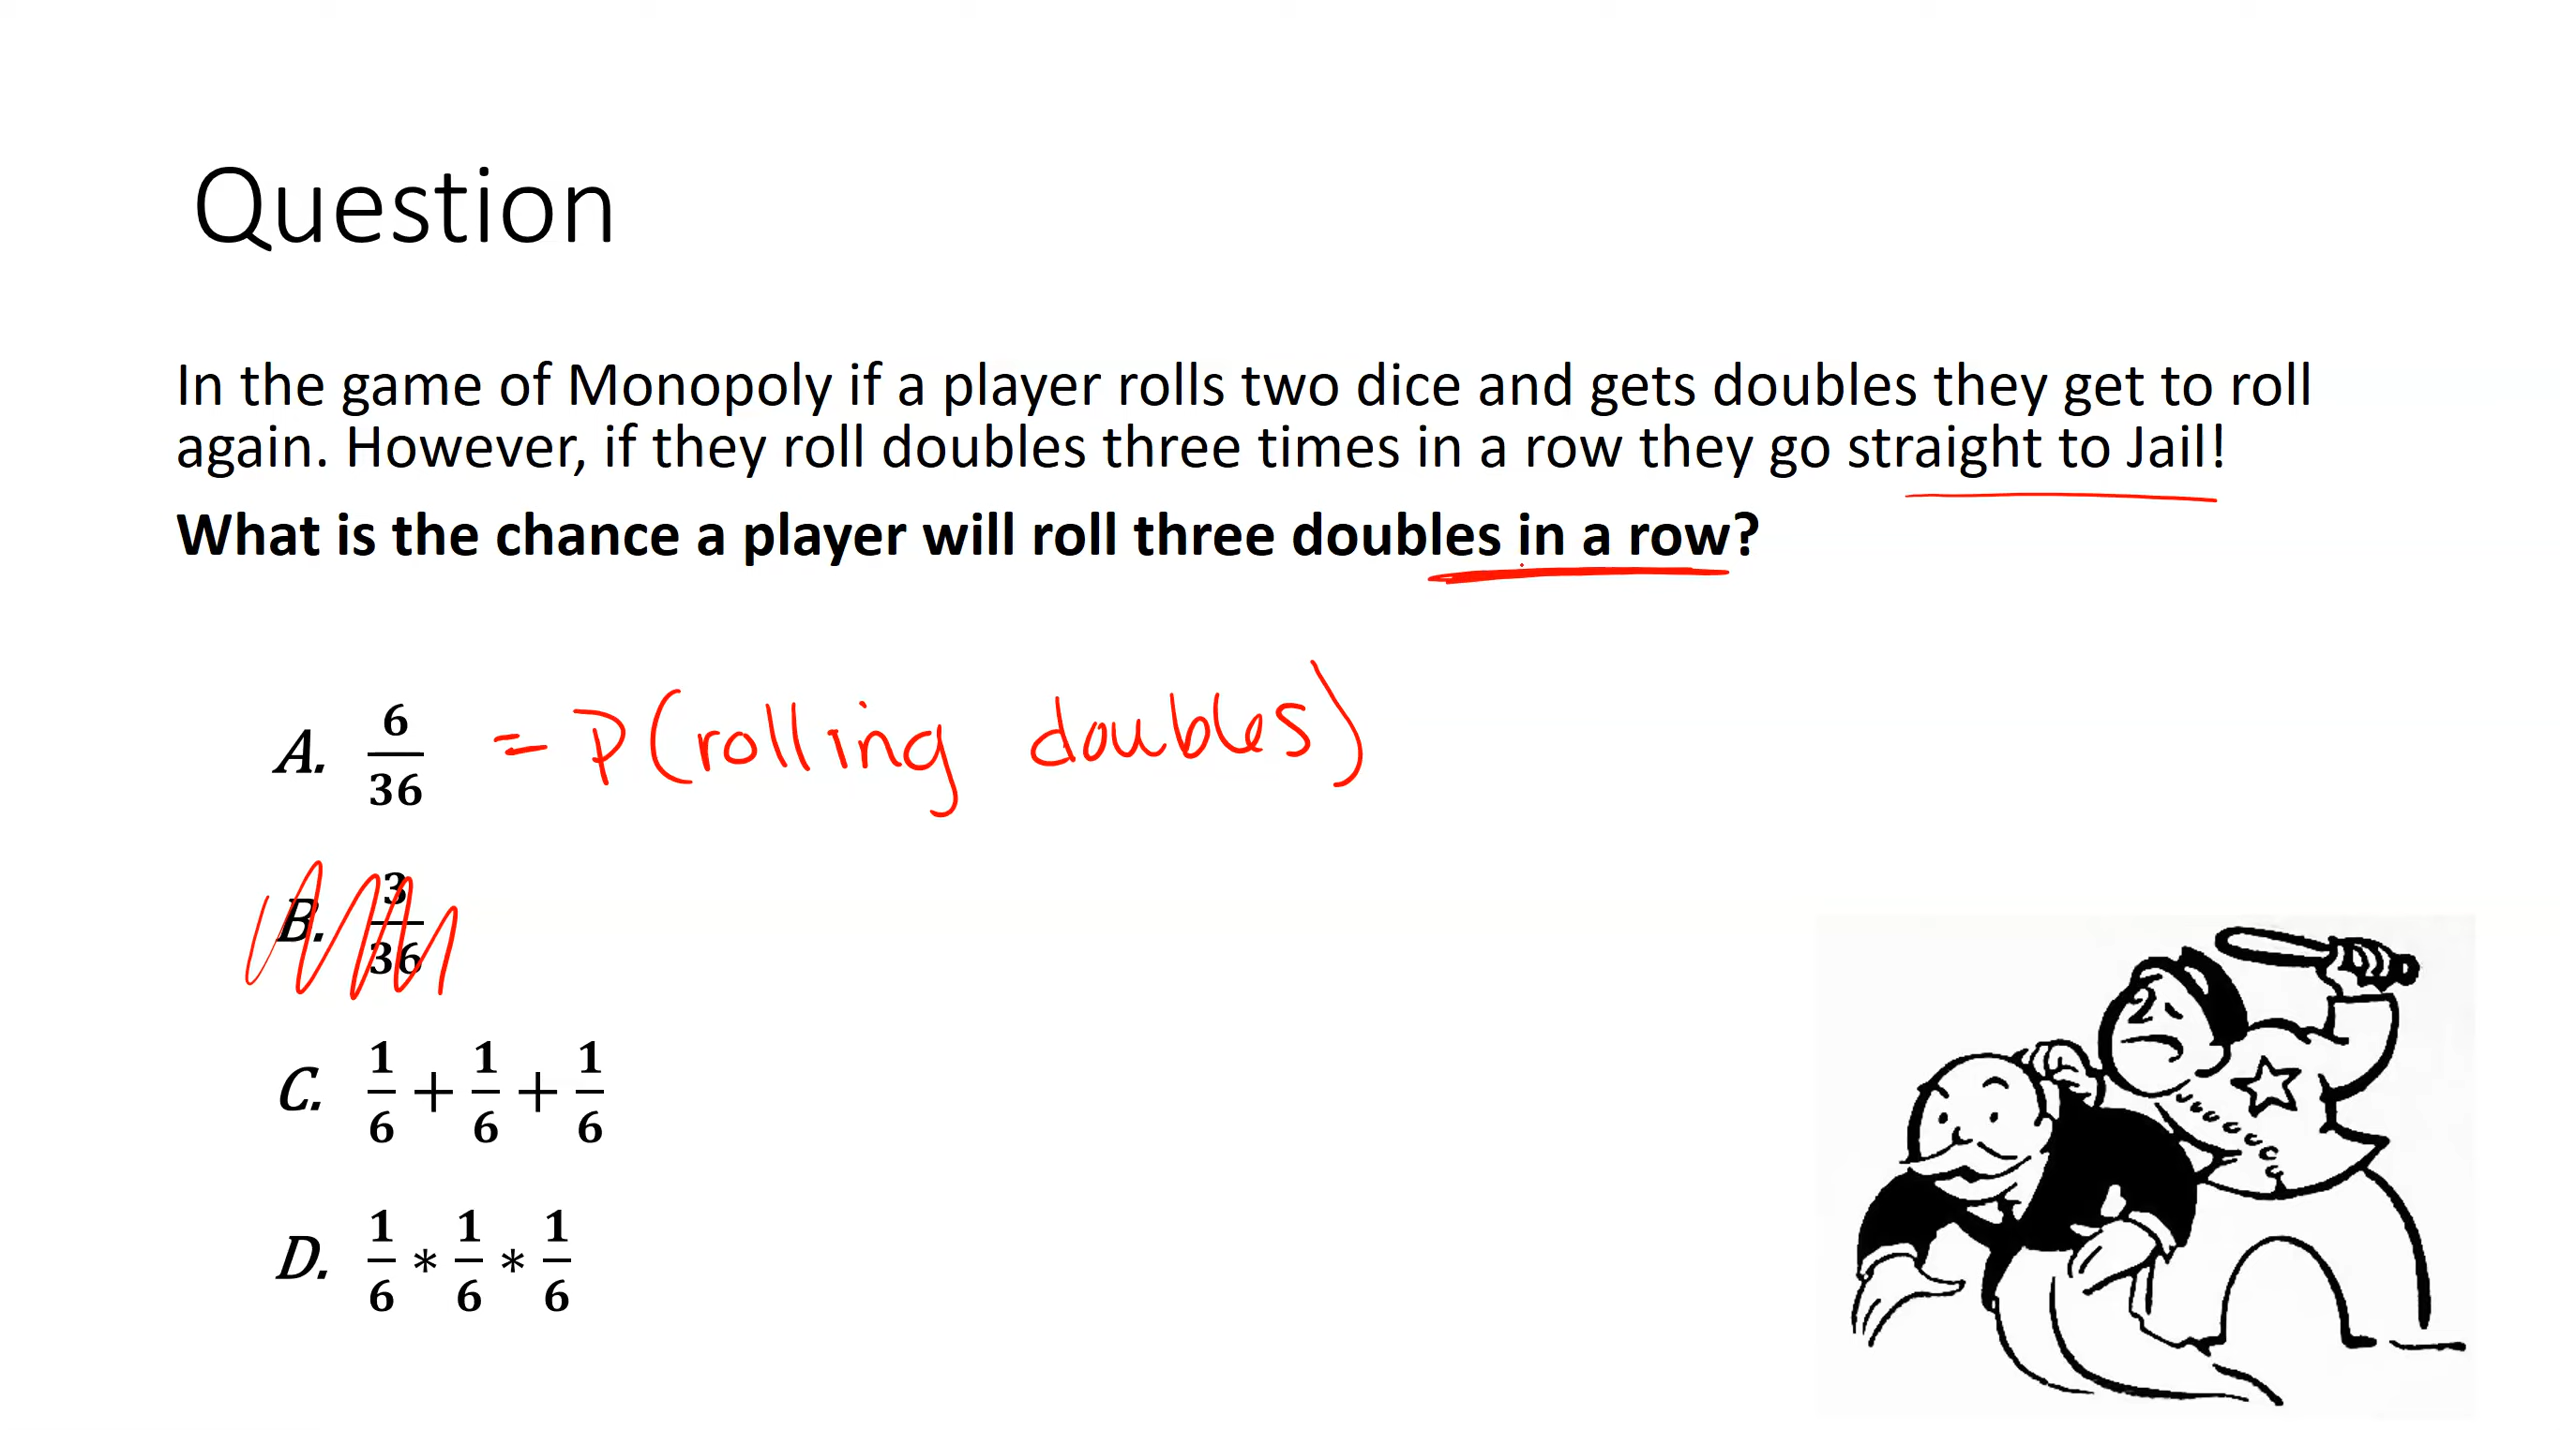 Question
In the game of Monopoly if a player rolls two dice and gets doubles they get to roll
again. However, if they roll doubles three times in a row they go straight to Jail!
What is the chance a player will roll three doubles in a row?
A. 6/36 = P(rolling doubles)
B. 3/36
C. 1/6 + 1/6 + 1/6
D. 1/6 * 1/6 * 1/6